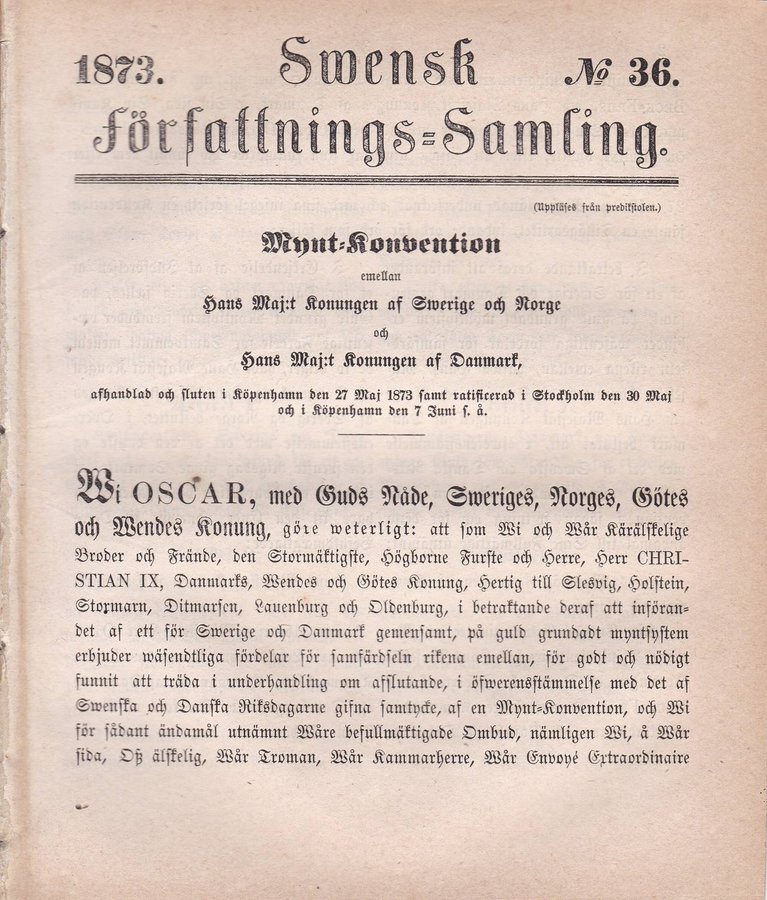 1873. Swensk № 36.
Författnings-Samling.
(Uppläses från predikstolen.)
Mynt-Konvention
emellan
Hans Maj:t Konungen af Swerige och Norge
och
Hans Maj:t Konungen af Danmark,
afhandlad och sluten i Köpenhamn den 27 Maj 1873 samt ratificerad i Stockholm den 30 Maj
och i Köpenhamn den 7 Juni s. å.
Wi OSCAR, med Guds Nåde, Sweriges, Norges, Götes
och Wendes Konung, göre weterligt: att som Wi och Wår Kärälskelige
Broder och Frände, den Stormäktigste, Högborne Furste och Herre, Herr CHRI-
STIAN IX, Danmarks, Wendes och Götes Konung, Hertig till Slesvig, Holstein,
Stormarn, Ditmarsen, Lauenburg och Oldenburg, i betraktande deraf att införan-
det af ett för Swerige och Danmark gemensamt, på guld grundadt myntsystem
erbjuder wäsendtliga fördelar för samfärdseln rikena emellan, för godt och nödigt
funnit att träda i underhandling om afslutande, i öfwerensstämmelse med det af
Swenska och Danska Riksdagarne gifna samtycke, af en Mynt-Konvention, och Wi
för sådant ändamål utnämnt Wåre befullmäktigade Ombud, nämligen Wi, å Wår
sida, Oß älskelig, Wår Troman, Wår Kammarherre, Wår Envoyé Extraordinaire